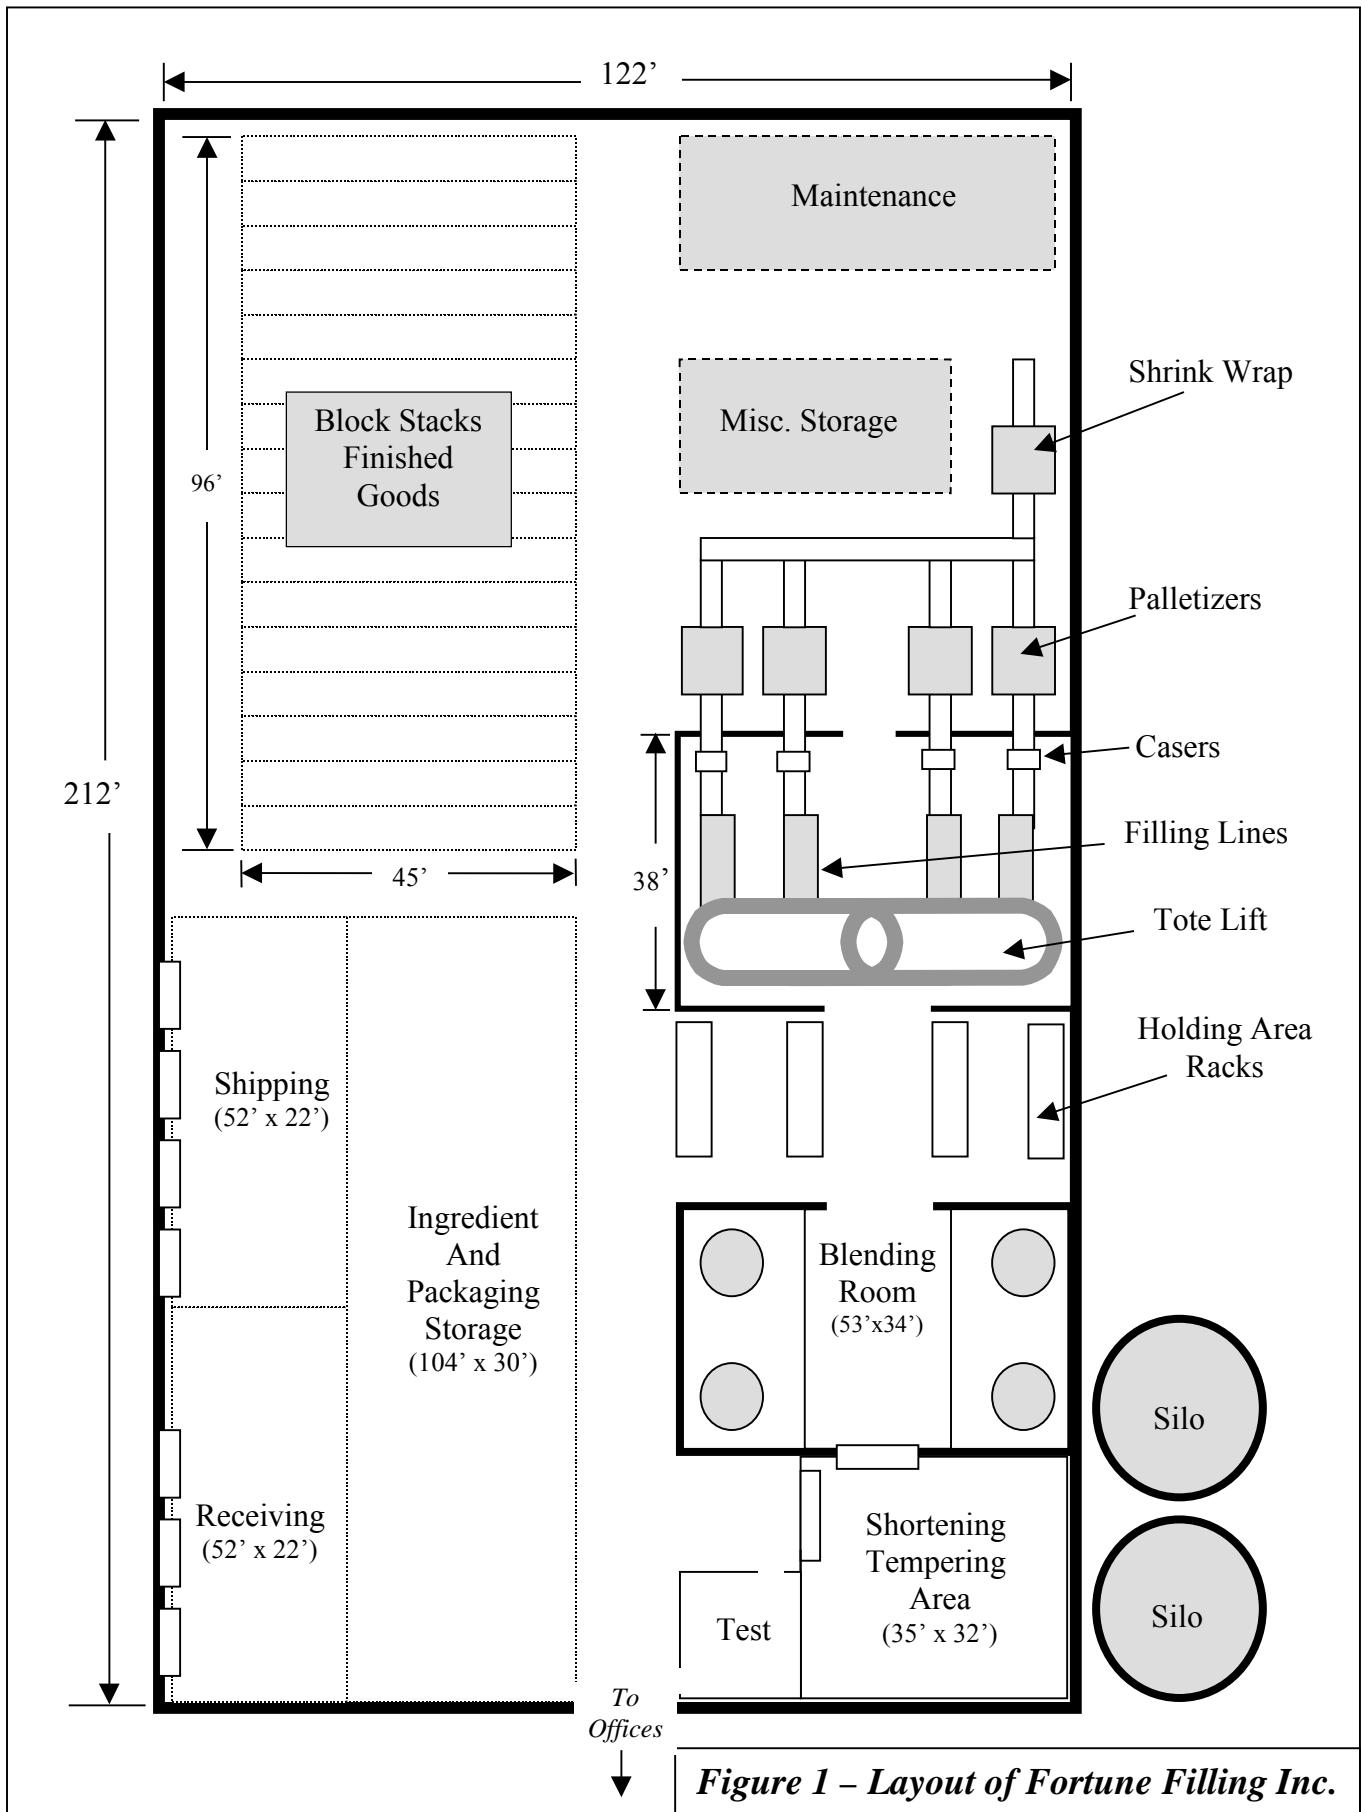 122’
Maintenance
Shrink Wrap
Misc. Storage
Block Stacks
Finished
Goods
96’
Palletizers
Casers
212’
Filling Lines
45’
38’
Tote Lift
Holding Area
Racks
Shipping
(52’ x 22’)
Ingredient
And
Packaging
Storage
(104’ x 30’)
Blending
Room
(53’x34’)
Silo
Receiving
(52’ x 22’)
Shortening
Tempering
Area
(35’ x 32’)
Test
Silo
To
Offices
Figure 1 – Layout of Fortune Filling Inc.